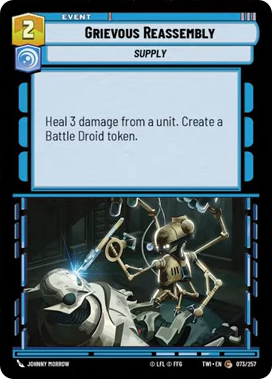 2
EVENT
GRIEVOUS REASSEMBLY
SUPPLY
Heal 3 damage from a unit. Create a
Battle Droid token.
JOHNNY MORROW
© LFL © FFG
TWI • EN
C
073/257